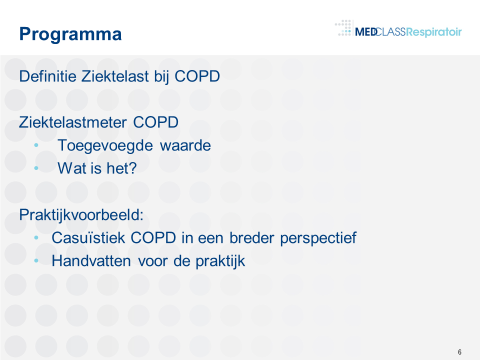 Programma
MEDCLASSRespiratoir
Definitie Ziektelast bij COPD
Ziektelastmeter COPD
• Toegevoegde waarde
• Wat is het?
Praktijkvoorbeeld:
• Casuïstiek COPD in een breder perspectief
• Handvatten voor de praktijk
6